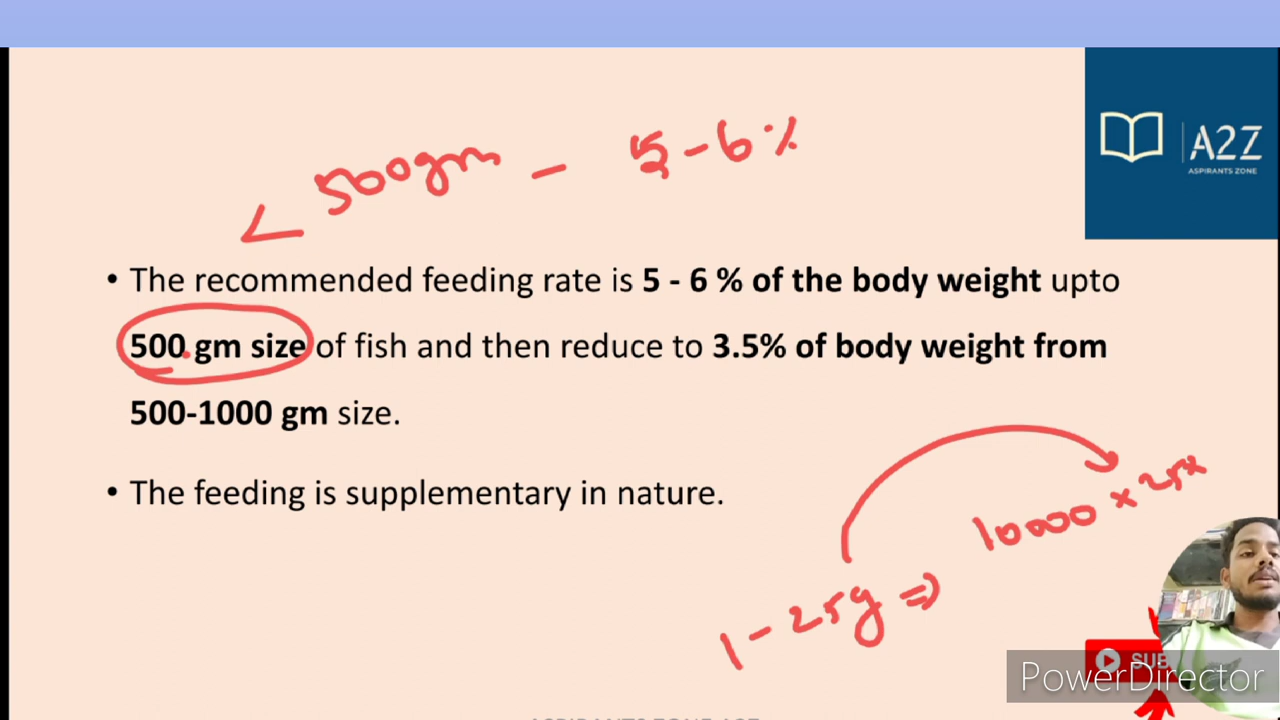 A2Z
ASPIRANTS ZONE
< 500gm - 5-6%
• The recommended feeding rate is 5 - 6 % of the body weight upto
500 gm size of fish and then reduce to 3.5% of body weight from
500-1000 gm size.
• The feeding is supplementary in nature.
10000 × 25×
1-25g ⇒
SUB
PowerDirector